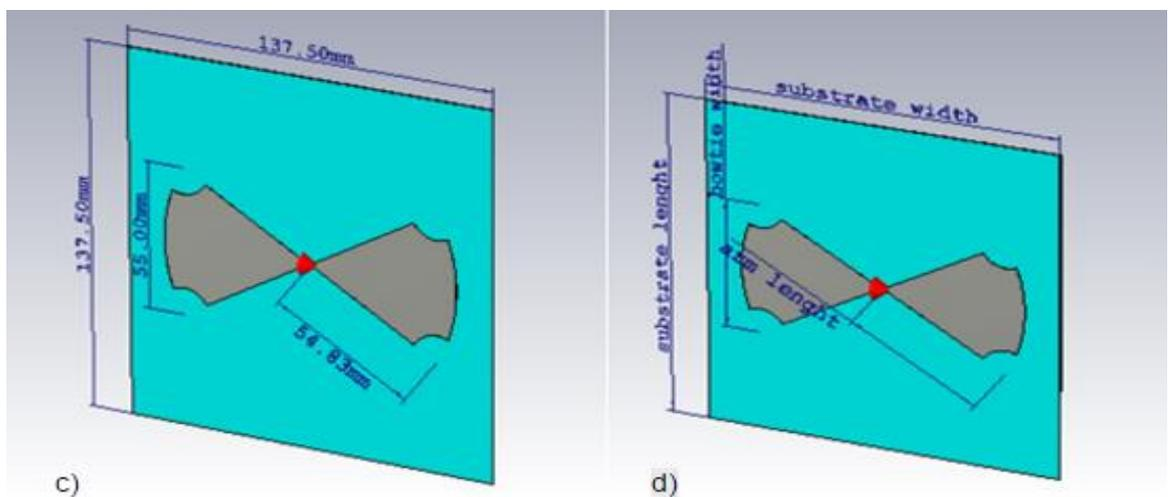 137.50mm
137.50mm
55.00mm
54.83mm
c)
substrate width
bowtie width
substrate lenght
arm lenght
d)